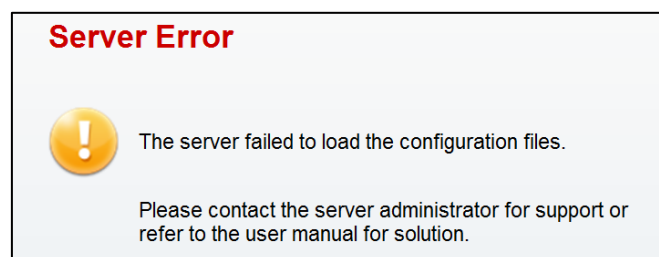 Server Error
The server failed to load the configuration files.
Please contact the server administrator for support or
refer to the user manual for solution.